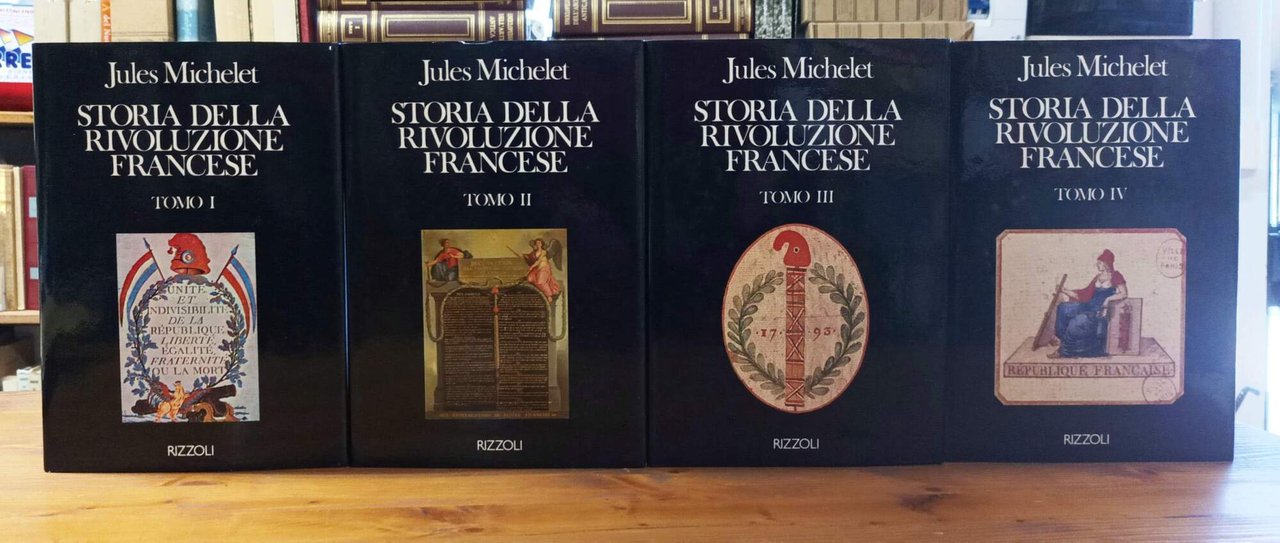 Jules Michelet
STORIA DELLA
RIVOLUZIONE
FRANCESE
TOMO I
UNITÉ
ET
INDIVISIBILITÉ
DE LA
RÉPUBLIQUE
LIBERTÉ
EGALITÉ
FRATERNITÉ
OU LA MORT
RIZZOLI
Jules Michelet
STORIA DELLA
RIVOLUZIONE
FRANCESE
TOMO II
RIZZOLI
Jules Michelet
STORIA DELLA
RIVOLUZIONE
FRANCESE
TOMO III
·17 93·
RIZZOLI
Jules Michelet
STORIA DELLA
RIVOLUZIONE
FRANCESE
TOMO IV
RÉPUBLIQUE FRANÇAISE
RIZZOLI